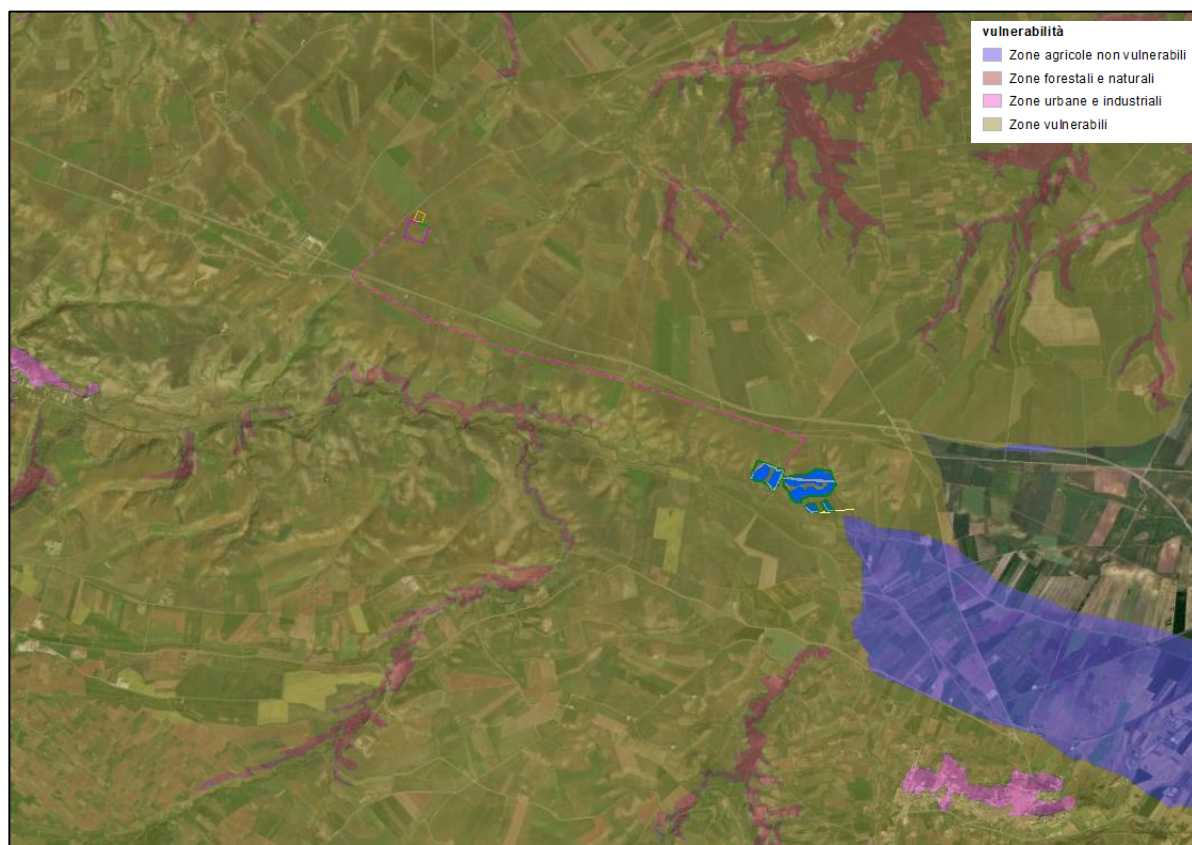 vulnerabilità
Zone agricole non vulnerabili
Zone forestali e naturali
Zone urbane e industriali
Zone vulnerabili